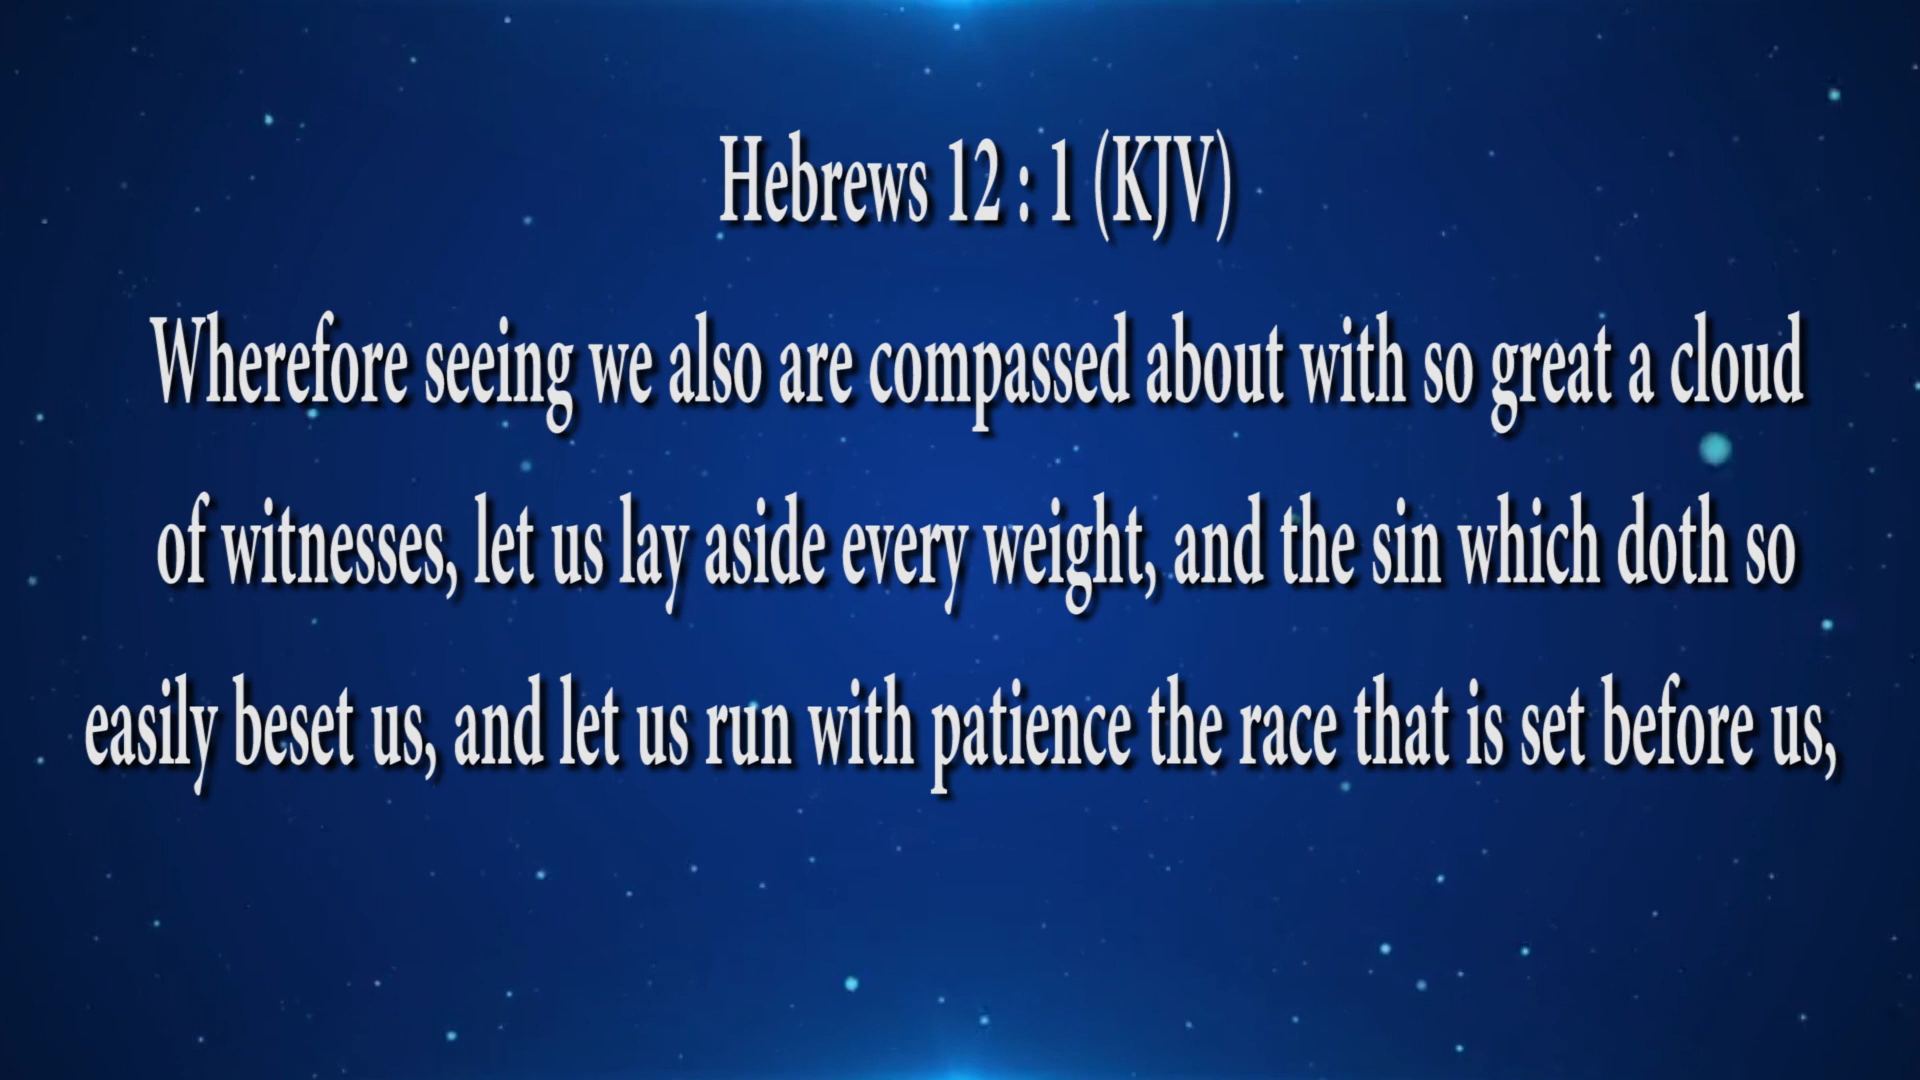 Hebrews 12 : 1 (KJV)
Wherefore seeing we also are compassed about with so great a cloud
of witnesses, let us lay aside every weight, and the sin which doth so
easily beset us, and let us run with patience the race that is set before us,